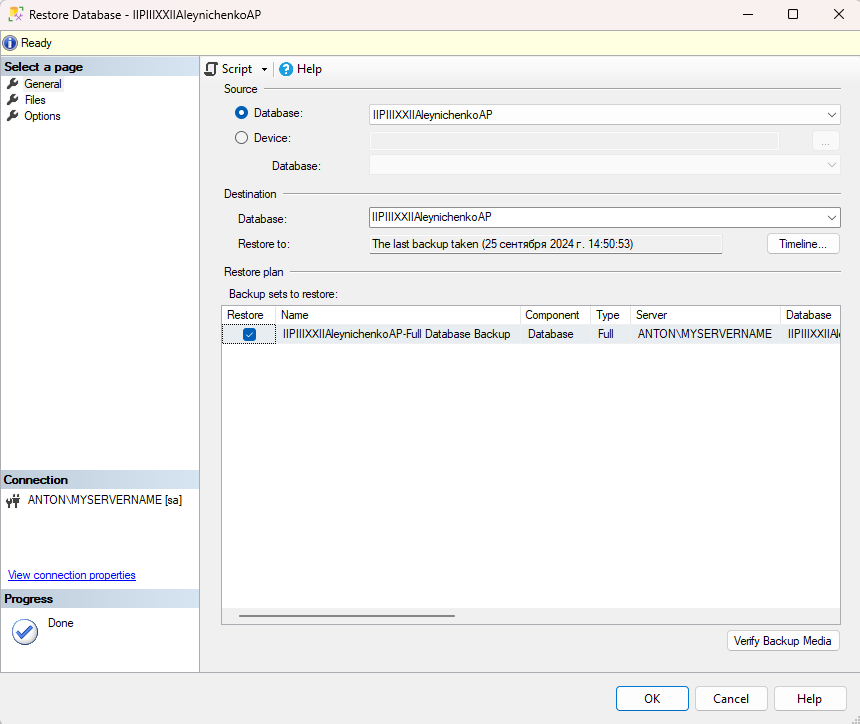 Restore Database - IIPIIIXXIIAleynichenkoAP
Ready
Select a page
General
Files
Options
Script
Help
Source
Database:
IIPIIIXXIIAleynichenkoAP
Device:
...
Database:
Destination
Database:
IIPIIIXXIIAleynichenkoAP
Restore to:
The last backup taken (25 сентября 2024 г. 14:50:53)
Timeline...
Restore plan
Backup sets to restore:
Restore Name Component Type Server Database
IIPIIIXXIIAleynichenkoAP-Full Database Backup Database Full ANTON\MYSERVERNAME IIPIIIXXIIAl
Connection
ANTON\MYSERVERNAME [sa]
View connection properties
Progress
Done
Verify Backup Media
OK Cancel Help